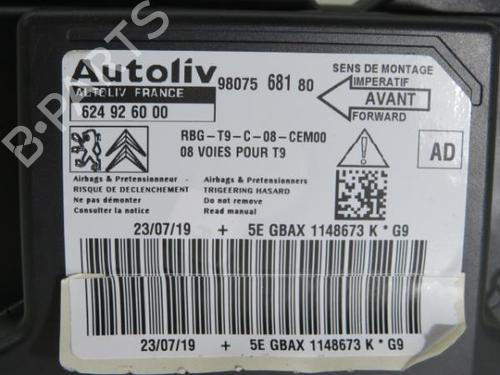 Autoliv
AUTOLIV FRANCE
98075 681 80
624 92 60 00
SENS DE MONTAGE
IMPERATIF
AVANT
FORWARD
RBG-T9-C-08-CEM00
08 VOIES POUR T9
AD
Airbags & Pretensionneur
RISQUE DE DECLENCHEMENT
Ne pas démonter
Consulter la notice
Airbags & Pretensionners
TRIGEERING HASARD
Do not remove
Read manual
23/07/19 + 5E GBAX 1148673 K * G9
23/07/19 + 5E GBAX 1148673 K * G9
B-PARTS